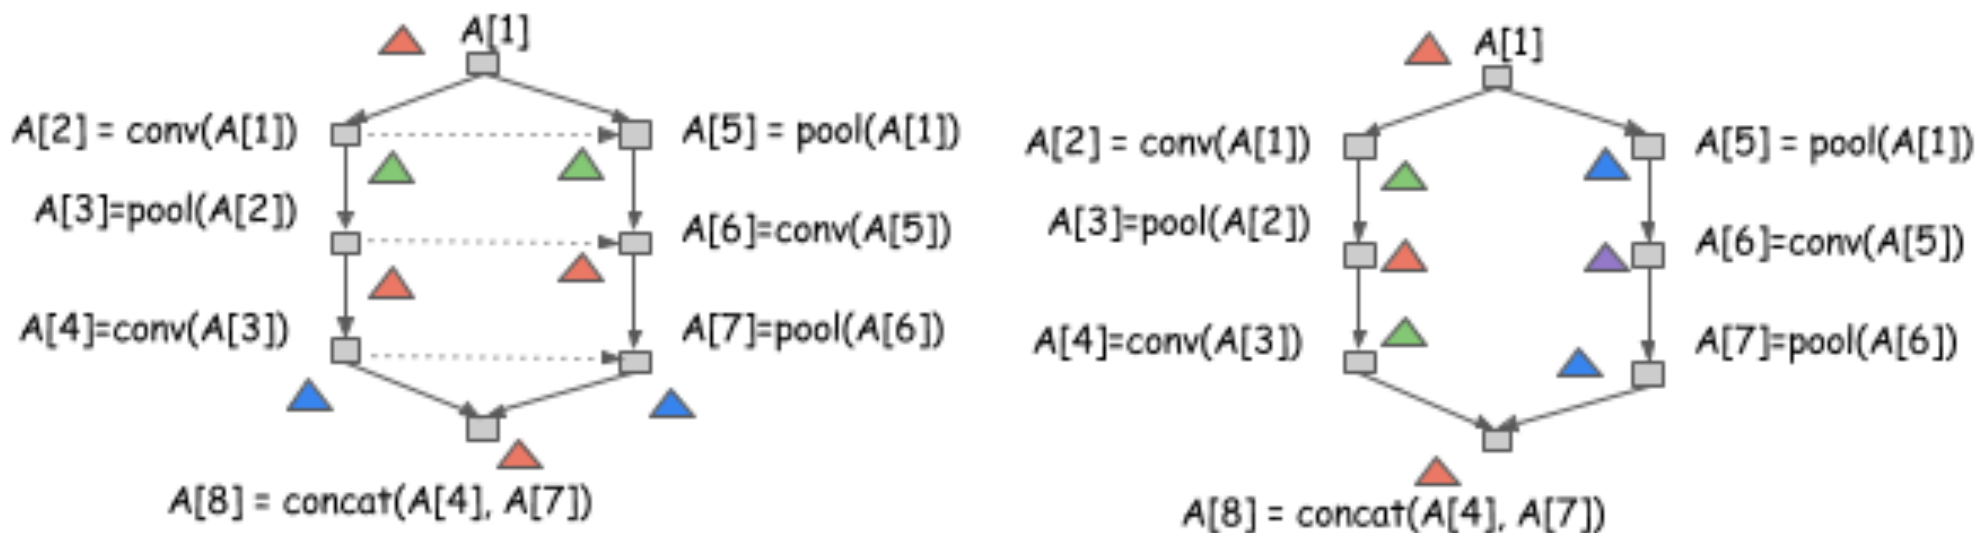 A[1]
A[2] = conv(A[1])
A[5] = pool(A[1])
A[3]=pool(A[2])
A[6]=conv(A[5])
A[4]=conv(A[3])
A[7]=pool(A[6])
A[8] = concat(A[4], A[7])
A[1]
A[2] = conv(A[1])
A[5] = pool(A[1])
A[3]=pool(A[2])
A[6]=conv(A[5])
A[4]=conv(A[3])
A[7]=pool(A[6])
A[8] = concat(A[4], A[7])